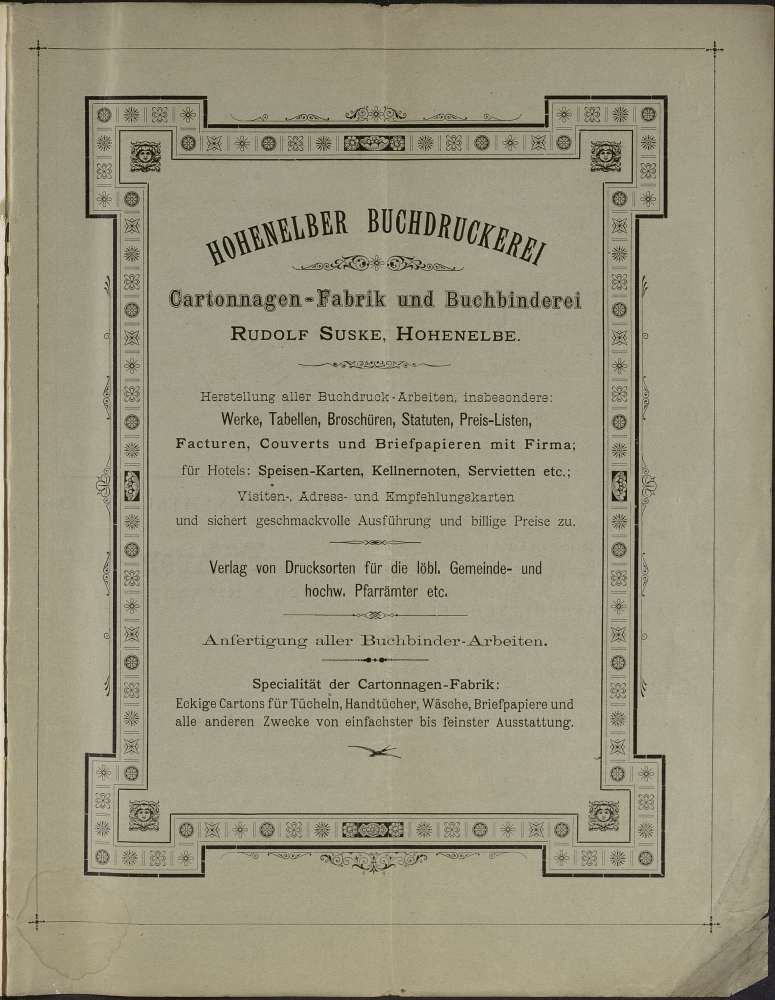 HOHENELBER BUCHDRUCKEREI
Cartonnagen-Fabrik und Buchbinderei
RUDOLF SUSKE, HOHENELBE.
Herstellung aller Buchdruck-Arbeiten, insbesondere:
Werke, Tabellen, Broschüren, Statuten, Preis-Listen,
Facturen, Couverts und Briefpapieren mit Firma;
für Hotels: Speisen-Karten, Kellnernoten, Servietten etc.;
Visiten-, Adress- und Empfehlungskarten
und sichert geschmackvolle Ausführung und billige Preise zu.
Verlag von Drucksorten für die löbl. Gemeinde- und
hochw. Pfarrämter etc.
Anfertigung aller Buchbinder-Arbeiten.
Specialität der Cartonnagen-Fabrik:
Eckige Cartons für Tücheln, Handtücher, Wäsche, Briefpapiere und
alle anderen Zwecke von einfachster bis feinster Ausstattung.